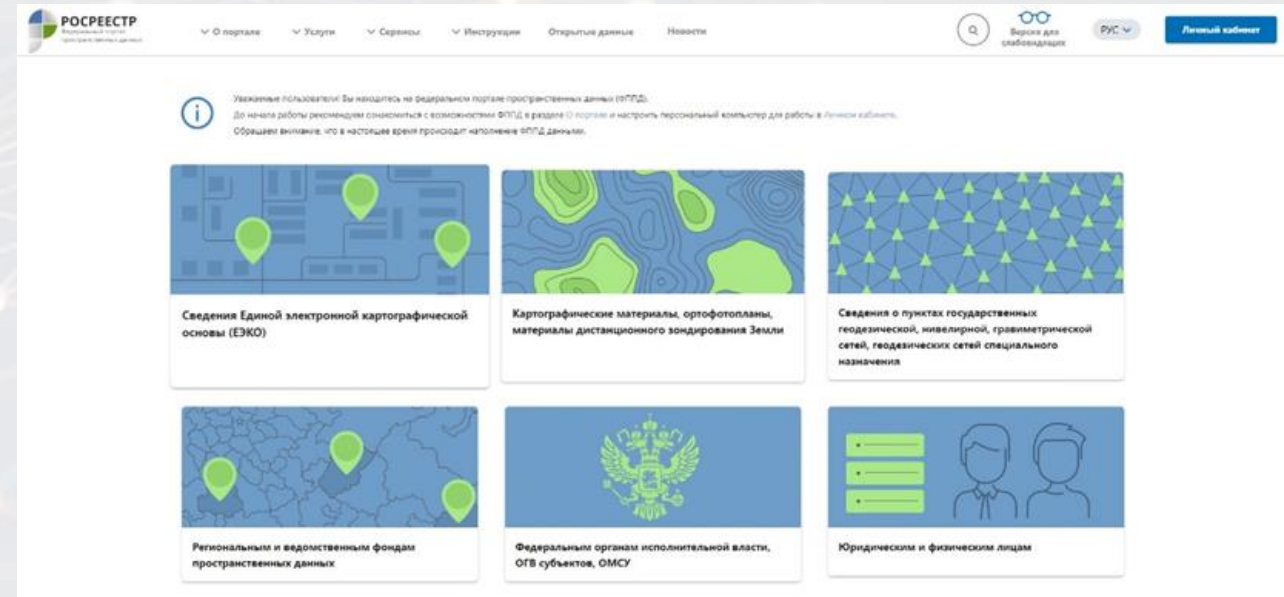 РОСРЕЕСТР
Федеральный портал
пространственных данных
О портале
Услуги
Сервисы
Инструкции
Открытые данные
Новости
Версия для
слабовидящих
РУС
Личный кабинет
Уважаемые пользователи! Вы находитесь на федеральном портале пространственных данных (ФППД).
До начала работы рекомендуем ознакомиться с возможностями ФППД в разделе О портале и настроить персональный компьютер для работы в Личном кабинете.
Обращаем внимание, что в настоящее время происходит наполнение ФППД данными.
Сведения Единой электронной картографической
основы (ЕЭКО)
Картографические материалы, ортофотопланы,
материалы дистанционного зондирования Земли
Сведения о пунктах государственных
геодезической, нивелирной, гравиметрической
сетей, геодезических сетей специального
назначения
Региональным и ведомственным фондам
пространственных данных
Федеральным органам исполнительной власти,
ОГВ субъектов, ОМСУ
Юридическим и физическим лицам